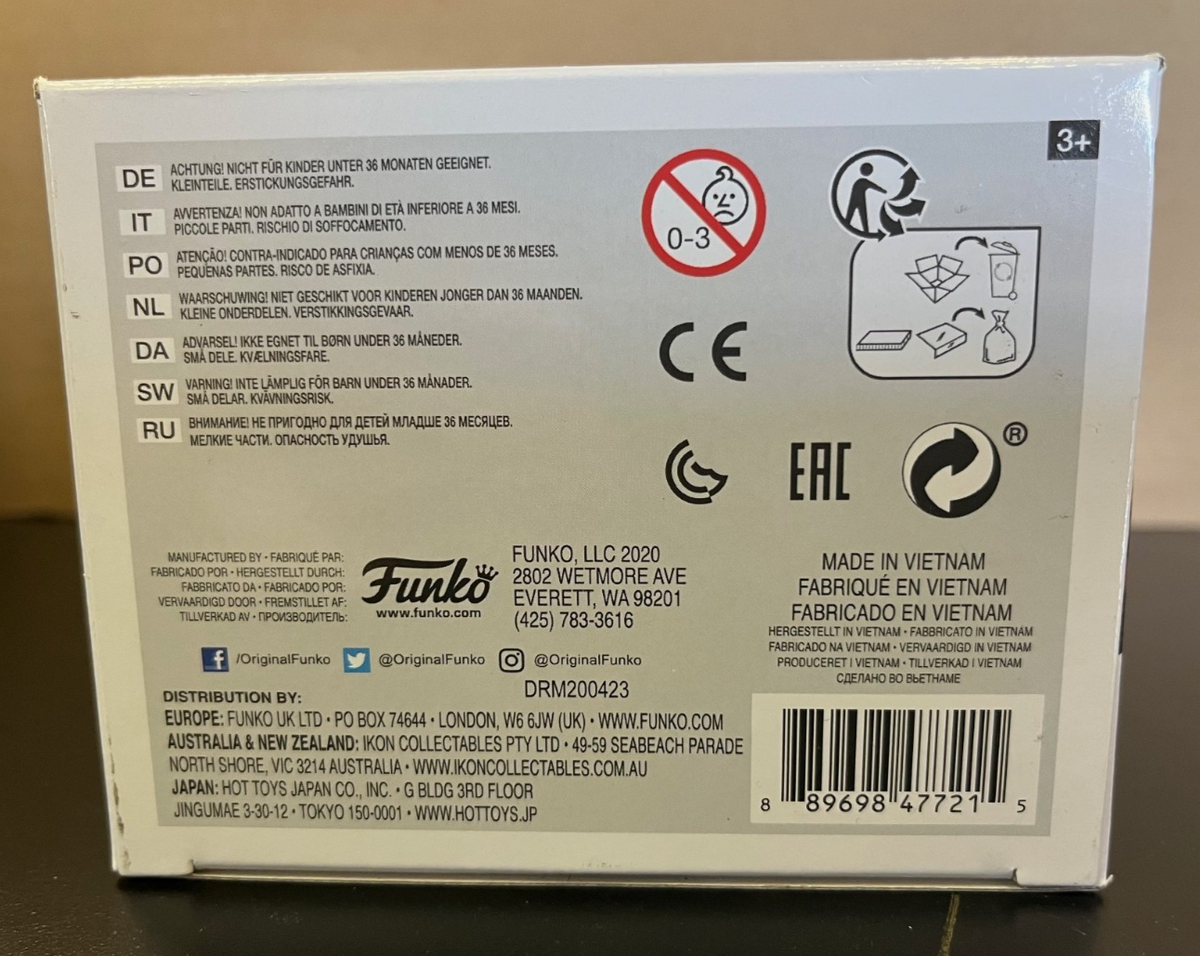 3+
DE
ACHTUNG! NICHT FÜR KINDER UNTER 36 MONATEN GEEIGNET.
KLEINTEILE. ERSTICKUNGSGEFAHR.
IT
AVVERTENZA! NON ADATTO A BAMBINI DI ETÀ INFERIORE A 36 MESI.
PICCOLE PARTI. RISCHIO DI SOFFOCAMENTO.
PO
ATENÇÃO! CONTRA-INDICADO PARA CRIANÇAS COM MENOS DE 36 MESES.
PEQUENAS PARTES. RISCO DE ASFIXIA.
NL
WAARSCHUWING! NIET GESCHIKT VOOR KINDEREN JONGER DAN 36 MAANDEN.
KLEINE ONDERDELEN. VERSTIKKINGSGEVAAR.
DA
ADVARSEL! IKKE EGNET TIL BØRN UNDER 36 MÅNEDER.
SMÅ DELE. KVÆLNINGSFARE.
SW
VARNING! INTE LÄMPLIG FÖR BARN UNDER 36 MÅNADER.
SMÅ DELAR. KVÄVNINGSRISK.
RU
ВНИМАНИЕ! НЕ ПРИГОДНО ДЛЯ ДЕТЕЙ МЛАДШЕ 36 МЕСЯЦЕВ.
МЕЛКИЕ ЧАСТИ. ОПАСНОСТЬ УДУШЬЯ.
0-3
CE
EAC
®
MANUFACTURED BY • FABRIQUÉ PAR:
FABRICADO POR • HERGESTELLT DURCH:
FABBRICATO DA • FABRICADO POR:
VERVAARDIGD DOOR • FREMSTILLET AF:
TILLVERKAD AV • ПРОИЗВОДИТЕЛЬ:
Funko
www.funko.com
FUNKO, LLC 2020
2802 WETMORE AVE
EVERETT, WA 98201
(425) 783-3616
/OriginalFunko @OriginalFunko @OriginalFunko
DRM200423
DISTRIBUTION BY:
EUROPE: FUNKO UK LTD • PO BOX 74644 • LONDON, W6 6JW (UK) • WWW.FUNKO.COM
AUSTRALIA & NEW ZEALAND: IKON COLLECTABLES PTY LTD • 49-59 SEABEACH PARADE
NORTH SHORE, VIC 3214 AUSTRALIA • WWW.IKONCOLLECTABLES.COM.AU
JAPAN: HOT TOYS JAPAN CO., INC. • G BLDG 3RD FLOOR
JINGUMAE 3-30-12 • TOKYO 150-0001 • WWW.HOTTOYS.JP
MADE IN VIETNAM
FABRIQUÉ EN VIETNAM
FABRICADO EN VIETNAM
HERGESTELLT IN VIETNAM • FABBRICATO IN VIETNAM
FABRICADO NA VIETNAM • VERVAARDIGD IN VIETNAM
PRODUCERET I VIETNAM • TILLVERKAD I VIETNAM
СДЕЛАНО ВО ВЬЕТНАМЕ
8 89698 47721 5